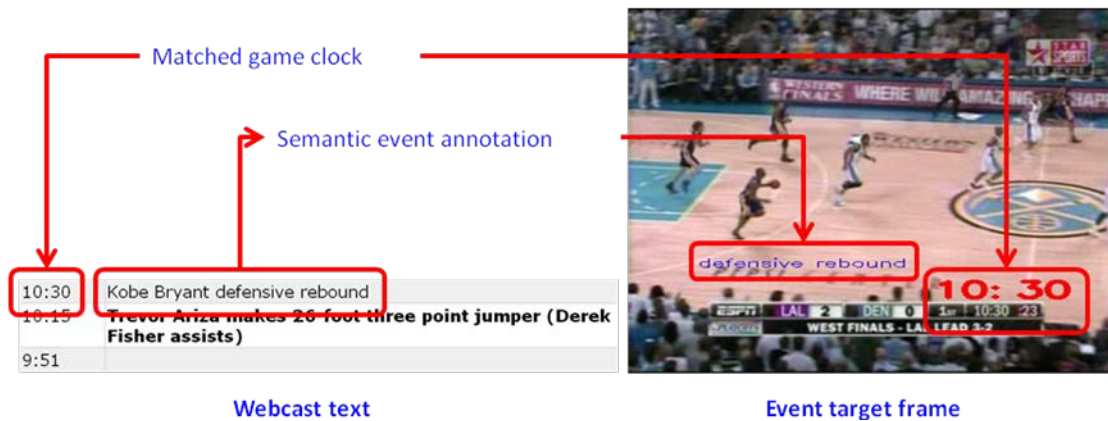 Matched game clock
Semantic event annotation
10:30 Kobe Bryant defensive rebound
10:15 Trevor Ariza makes 26-foot three point jumper (Derek
Fisher assists)
9:51
Webcast text
STAR
SPORTS
WESTERN
FINALS WHERE WILL AMAZING HAPP
defensive rebound
10: 30
ESPN LAL 2 DEN 0 1ST 10:30 :23
WEST FINALS - LAL LEAD 3-2
Event target frame